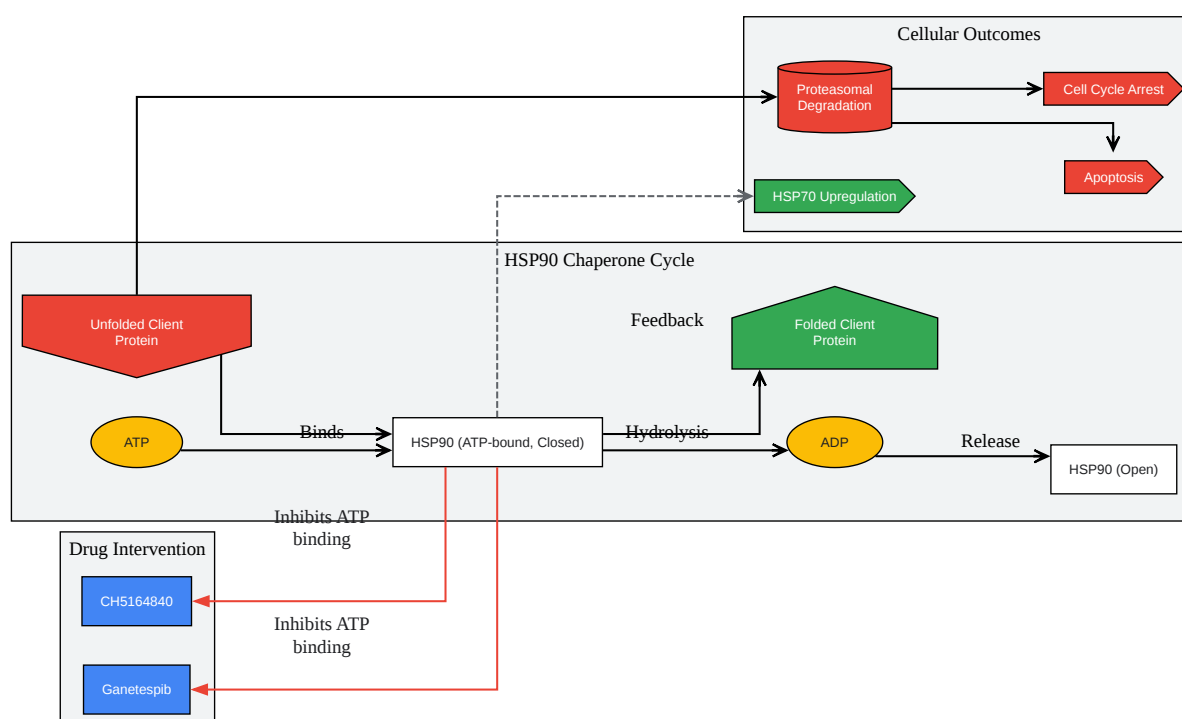 Cellular Outcomes
Proteasomal
Degradation
Cell Cycle Arrest
Apoptosis
HSP70 Upregulation
HSP90 Chaperone Cycle
Unfolded Client
Protein
Feedback
Folded Client
Protein
ATP
Binds
HSP90 (ATP-bound, Closed)
Hydrolysis
ADP
Release
HSP90 (Open)
Inhibits ATP
binding
Drug Intervention
CH5164840
Inhibits ATP
binding
Ganetespib